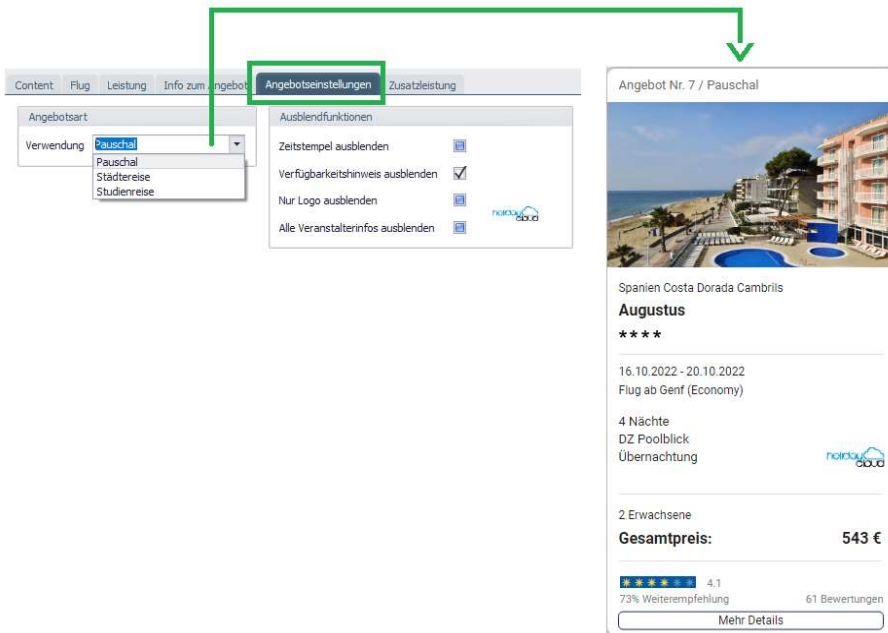 Content Flug Leistung Info zum Angebot Angebotseinstellungen Zusatzleistung
Angebotsart
Verwendung Pauschal
Pauschal
Städtereise
Studienreise
Ausblendfunktionen
Zeitstempel ausblenden
Verfügbarkeitshinweis ausblenden
Nur Logo ausblenden
Alle Veranstalterinfos ausblenden
holiday
cloud
Angebot Nr. 7 / Pauschal
Spanien Costa Dorada Cambrils
Augustus
****
16.10.2022 - 20.10.2022
Flug ab Genf (Economy)
4 Nächte
DZ Poolblick
Übernachtung
holiday
cloud
2 Erwachsene
Gesamtpreis: 543 €
4.1
73% Weiterempfehlung 61 Bewertungen
Mehr Details